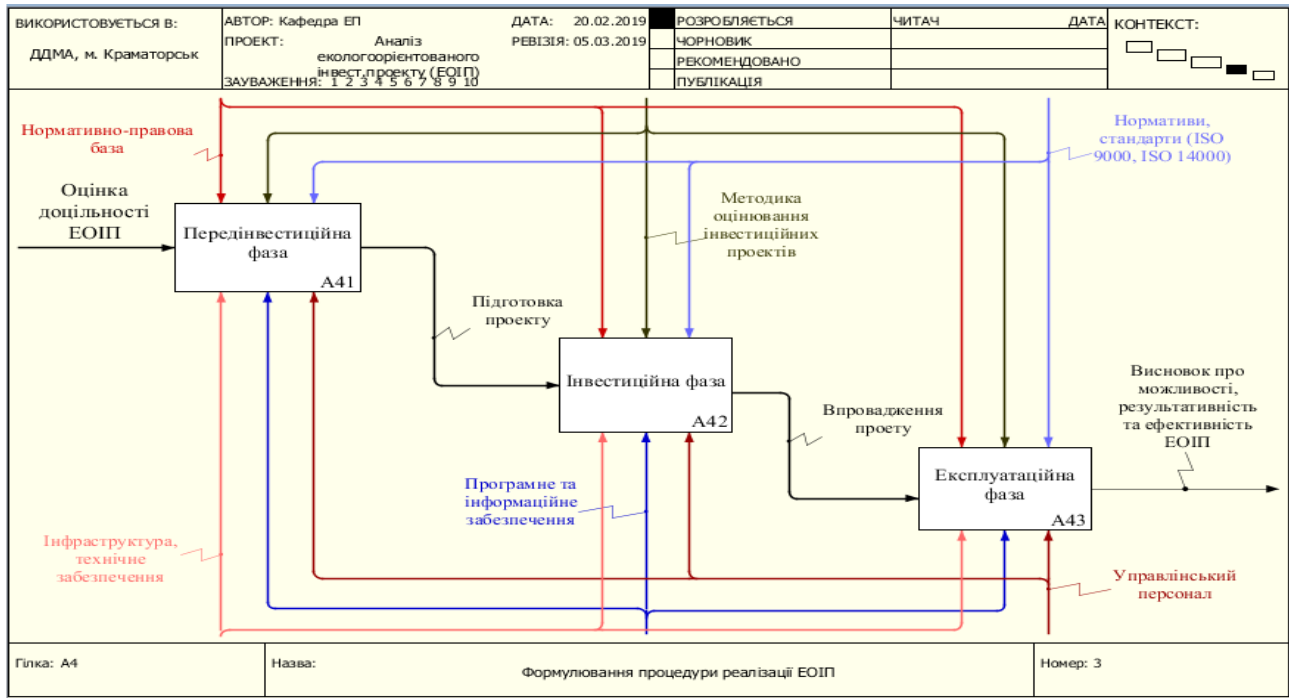 ВИКОРИСТОВУЄТЬСЯ В:
ДДМА, м. Краматорськ
АВТОР: Кафедра ЕП
ДАТА: 20.02.2019
ПРОЕКТ: Аналіз
екологоорієнтованого
інвест.проекту (ЕОІП)
РЕВІЗІЯ: 05.03.2019
ЗАУВАЖЕННЯ: 1 2 3 4 5 6 7 8 9 10
РОЗРОБЛЯЄТЬСЯ
ЧОРНОВИК
РЕКОМЕНДОВАНО
ПУБЛІКАЦІЯ
ЧИТАЧ
ДАТА
КОНТЕКСТ:
Нормативно-правова
база
Нормативи,
стандарти (ISO
9000, ISO 14000)
Оцінка
доцільності
ЕОІП
Методика
оцінювання
інвестиційних
проектів
Передінвестиційна
фаза
А41
Підготовка
проекту
Інвестиційна фаза
А42
Впровадження
проету
Висновок про
можливості,
результативність
та ефективність
ЕОІП
Експлуатаційна
фаза
А43
Програмне та
інформаційне
забезпечення
Інфраструктура,
технічне
забезпечення
Управлінський
персонал
Гілка: А4
Назва:
Формулювання процедури реалізації ЕОІП
Номер: 3